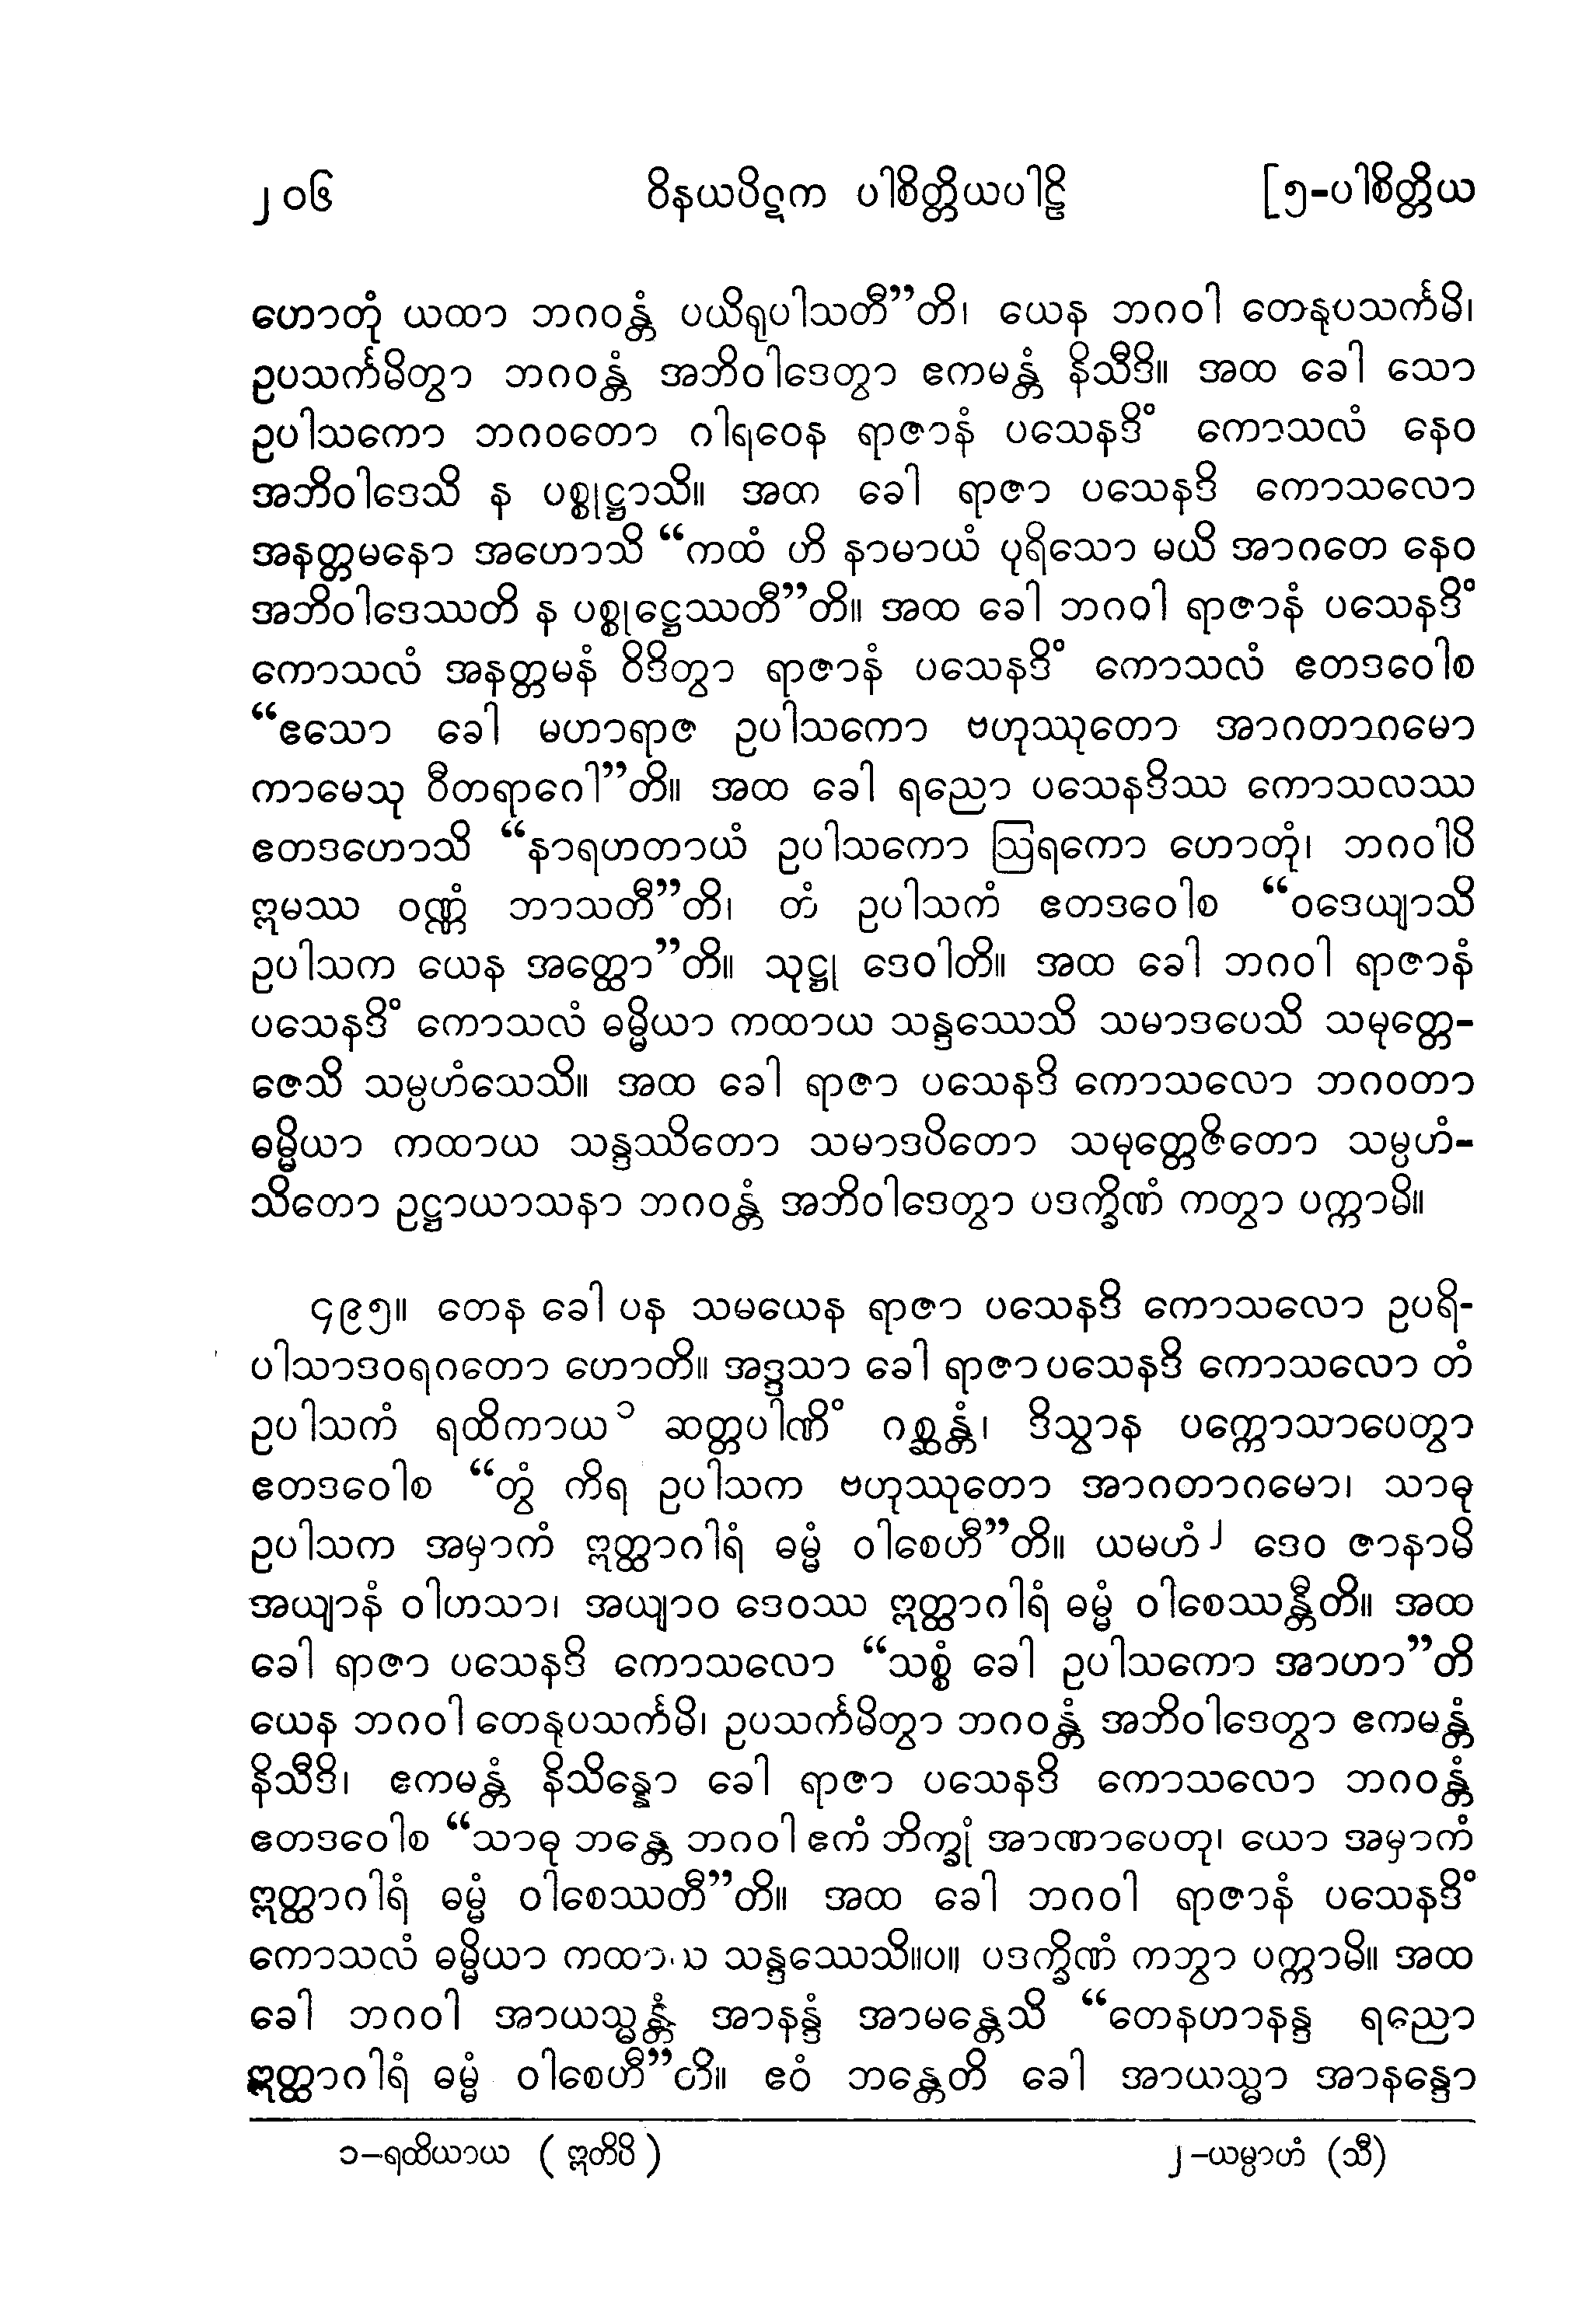 ၂၀၆ ဝိနယပိဋက ပါစိတ္တိယပါဠိ [၅-ပါစိတ္တိယ
ဟောတုံ ယထာ ဘဂဝန္တံ ပယိရုပါသတီ”တိ၊ ယေန ဘဂဝါ တေနုပသင်္ကမိ၊
ဥပသင်္ကမိတွာ ဘဂဝန္တံ အဘိဝါဒေတွာ ဧကမန္တံ နိသီဒိ။ အထ ခေါ သော
ဥပါသကော ဘဂဝတော ဂါရဝေန ရာဇာနံ ပသေနဒိံ ကောသလံ နေဝ
အဘိဝါဒေသိ န ပစ္စုဋ္ဌာသိ။ အထ ခေါ ရာဇာ ပသေနဒိ ကောသလော
အနတ္တမနော အဟောသိ “ကထံ ဟိ နာမာယံ ပုရိသော မယိ အာဂတေ နေဝ
အဘိဝါဒေဿတိ န ပစ္စုဋ္ဌေဿတီ”တိ။ အထ ခေါ ဘဂဝါ ရာဇာနံ ပသေနဒိံ
ကောသလံ အနတ္တမနံ ဝိဒိတွာ ရာဇာနံ ပသေနဒိံ ကောသလံ ဧတဒဝေါစ
“ဧသော ခေါ မဟာရာဇ ဥပါသကော ဗဟုဿုတော အာဂတာဂမော
ကာမေသု ဝီတရာဂေါ”တိ။ အထ ခေါ ရညော ပသေနဒိဿ ကောသလဿ
ဧတဒဟောသိ “နာရဟတာယံ ဥပါသကော ဩရကော ဟောတုံ၊ ဘဂဝါပိ
ဣမဿ ဝဏ္ဏံ ဘာသတီ”တိ၊ တံ ဥပါသကံ ဧတဒဝေါစ “ဝဒေယျာသိ
ဥပါသက ယေန အတ္ထော”တိ။ သုဋ္ဌု ဒေဝါတိ။ အထ ခေါ ဘဂဝါ ရာဇာနံ
ပသေနဒိံ ကောသလံ ဓမ္မိယာ ကထာယ သန္ဒဿေသိ သမာဒပေသိ သမုတ္တေ-
ဇေသိ သမ္ပဟံသေသိ။ အထ ခေါ ရာဇာ ပသေနဒိ ကောသလော ဘဂဝတာ
ဓမ္မိယာ ကထာယ သန္ဒဿိတော သမာဒပိတော သမုတ္တေဇိတော သမ္ပဟံ-
သိတော ဥဋ္ဌာယာသနာ ဘဂဝန္တံ အဘိဝါဒေတွာ ပဒက္ခိဏံ ကတွာ ပက္ကာမိ။
၄၉၅။ တေန ခေါ ပန သမယေန ရာဇာ ပသေနဒိ ကောသလော ဥပရိ-
ပါသာဒဝရဂတော ဟောတိ။ အဒ္ဒသာ ခေါ ရာဇာ ပသေနဒိ ကောသလော တံ
ဥပါသကံ ရထိကာယ ၁ ဆတ္တပါဏိံ ဂစ္ဆန္တံ၊ ဒိသွာန ပက္ကောသာပေတွာ
ဧတဒဝေါစ “တွံ ကိရ ဥပါသက ဗဟုဿုတော အာဂတာဂမော၊ သာဓု
ဥပါသက အမှာကံ ဣတ္ထာဂါရံ ဓမ္မံ ဝါစေဟီ”တိ။ ယမဟံ ၂ ဒေဝ ဇာနာမိ
အယျာနံ ဝါဟသာ၊ အယျာဝ ဒေဝဿ ဣတ္ထာဂါရံ ဓမ္မံ ဝါစေဿန္တီတိ။ အထ
ခေါ ရာဇာ ပသေနဒိ ကောသလော “သစ္စံ ခေါ ဥပါသကော အာဟာ”တိ
ယေန ဘဂဝါ တေနုပသင်္ကမိ၊ ဥပသင်္ကမိတွာ ဘဂဝန္တံ အဘိဝါဒေတွာ ဧကမန္တံ
နိသီဒိ၊ ဧကမန္တံ နိသိန္နော ခေါ ရာဇာ ပသေနဒိ ကောသလော ဘဂဝန္တံ
ဧတဒဝေါစ “သာဓု ဘန္တေ ဘဂဝါ ဧကံ ဘိက္ခုံ အာဏာပေတု၊ ယော အမှာကံ
ဣတ္ထာဂါရံ ဓမ္မံ ဝါစေဿတီ”တိ။ အထ ခေါ ဘဂဝါ ရာဇာနံ ပသေနဒိံ
ကောသလံ ဓမ္မိယာ ကထာယ သန္ဒဿေသိ။ပ။ ပဒက္ခိဏံ ကတွာ ပက္ကာမိ။ အထ
ခေါ ဘဂဝါ အာယသ္မန္တံ အာနန္ဒံ အာမန္တေသိ “တေနဟာနန္ဒ ရညော
ဣတ္ထာဂါရံ ဓမ္မံ ဝါစေဟီ”တိ။ ဧဝံ ဘန္တေတိ ခေါ အာယသ္မာ အာနန္ဒော
၁-ရထိယာယ (ဣတိပိ) ၂-ယမ္ပာဟံ (သီ)